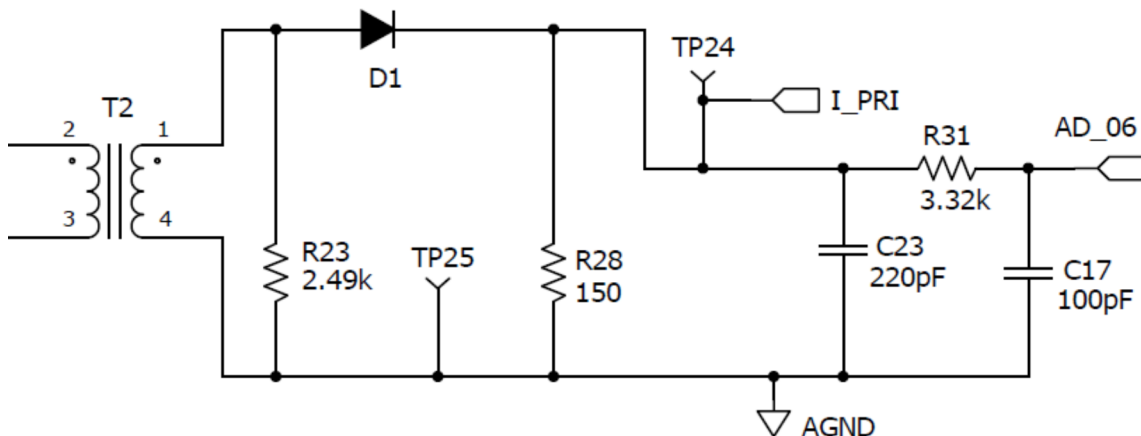 TP24
D1
I_PRI
T2
R31
AD_06
2
1
3.32k
3
4
R23
2.49k
TP25
R28
150
C23
220pF
C17
100pF
AGND